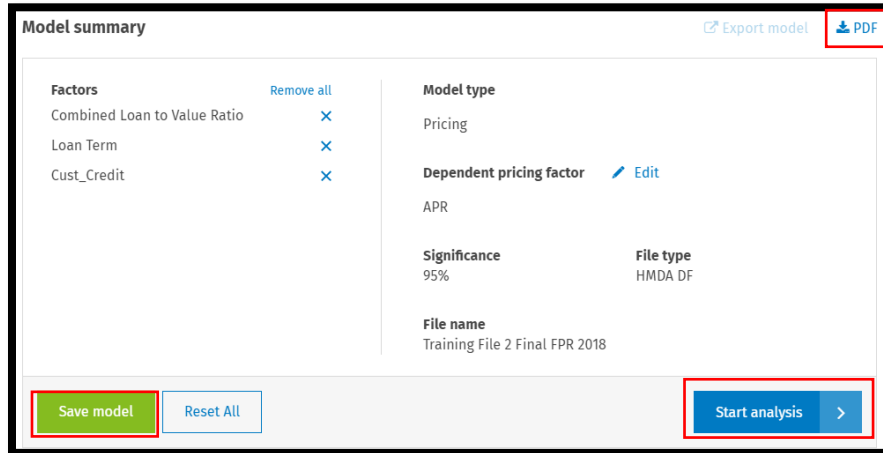 Model summary
Export model
PDF
Factors
Remove all
Combined Loan to Value Ratio
Loan Term
Cust_Credit
Model type
Pricing
Dependent pricing factor
Edit
APR
Significance
File type
95%
HMDA DF
File name
Training File 2 Final FPR 2018
Save model
Reset All
Start analysis